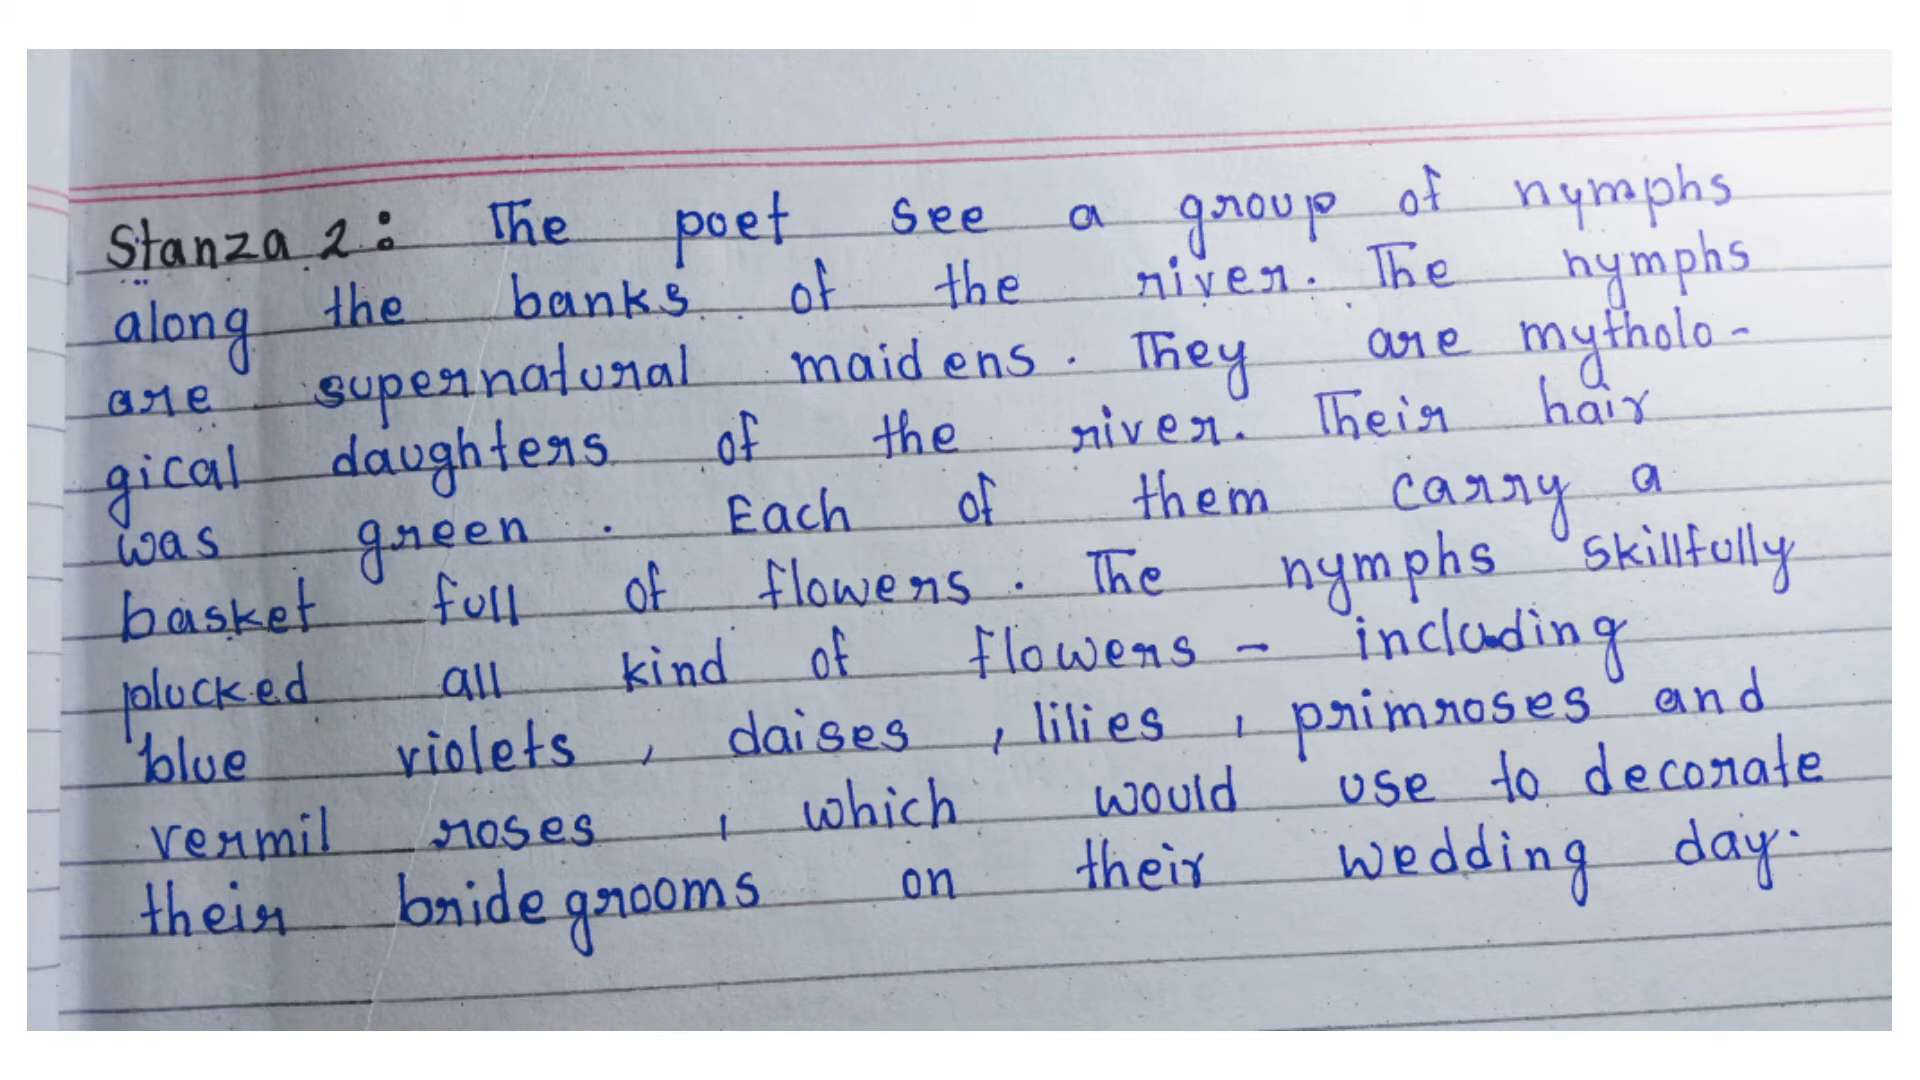 Stanza 2: The poet see a group of nymphs
along the banks of the river. The nymphs
are supernatural maidens. They are mytholo-
gical daughters of the river. Their hair
was green. Each of them carry a
basket full of flowers. The nymphs skillfully
plucked all kind of flowers - including
blue violets, daises, lilies, primroses and
vermil roses, which would use to decorate
their bridegrooms on their wedding day.